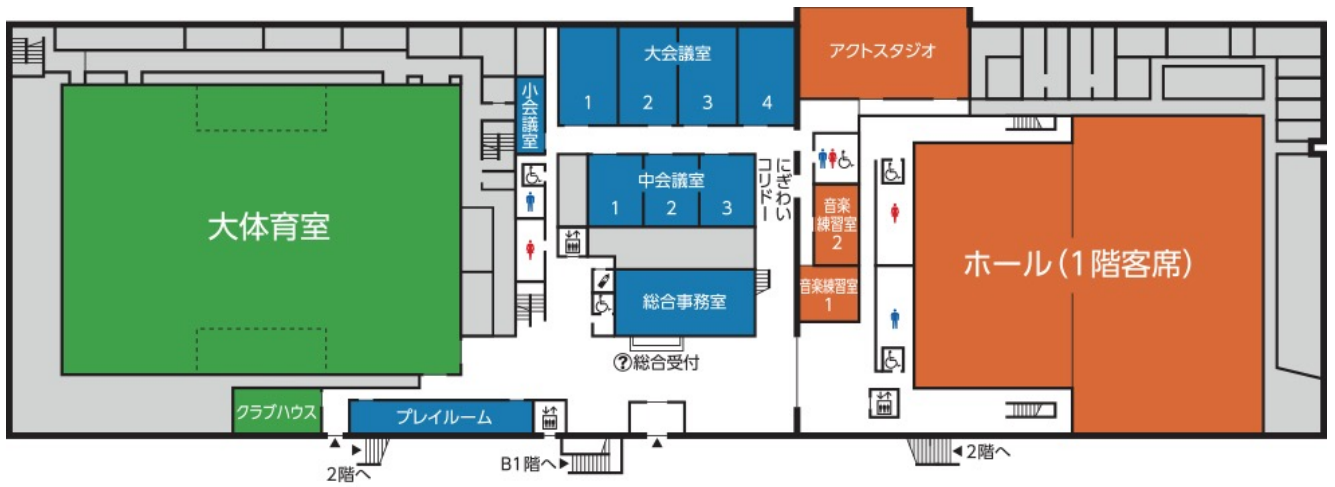 アクトスタジオ
大会議室
1 2 3 4
小会議室
中会議室
1 2 3
にぎわい
コリドー
音楽
練習室
2
大体育室
ホール(1階客席)
音楽練習室
1
総合事務室
?総合受付
クラブハウス
プレイルーム
2階へ
B1階へ
2階へ